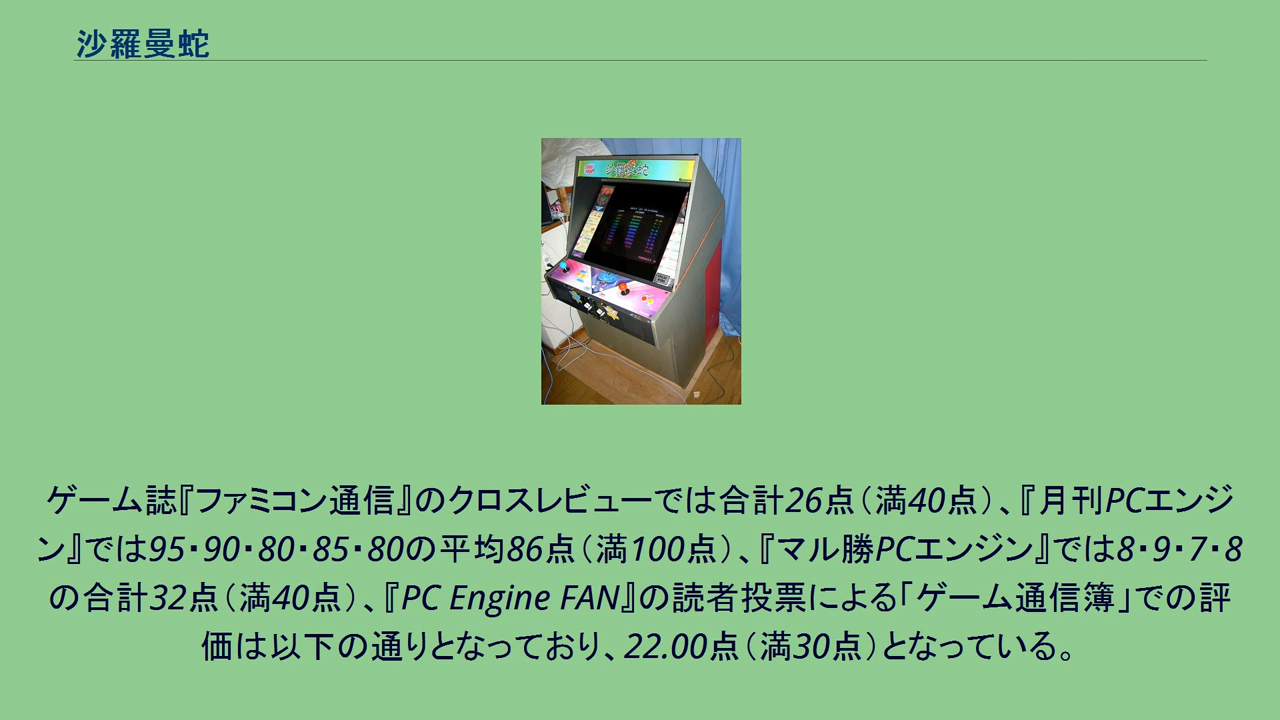 沙羅曼蛇
沙羅曼蛇
ゲーム誌『ファミコン通信』のクロスレビューでは合計26点（満40点）、『月刊PCエンジ
ン』では95・90・80・85・80の平均86点（満100点）、『マル勝PCエンジン』では8・9・7・8
の合計32点（満40点）、『PC Engine FAN』の読者投票による「ゲーム通信簿」での評
価は以下の通りとなっており、22.00点（満30点）となっている。